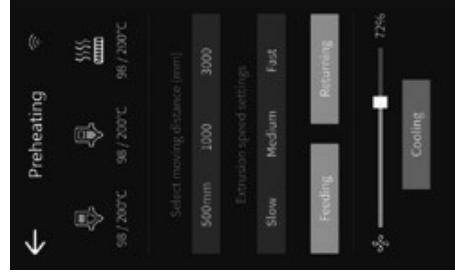 Preheating
98 / 200°C 98 / 200°C 98 / 200°C
Select moving distance (mm)
500mm 1000 3000
Extrusion speed settings
Slow Medium Fast
Feeding Returning
72%
Cooling